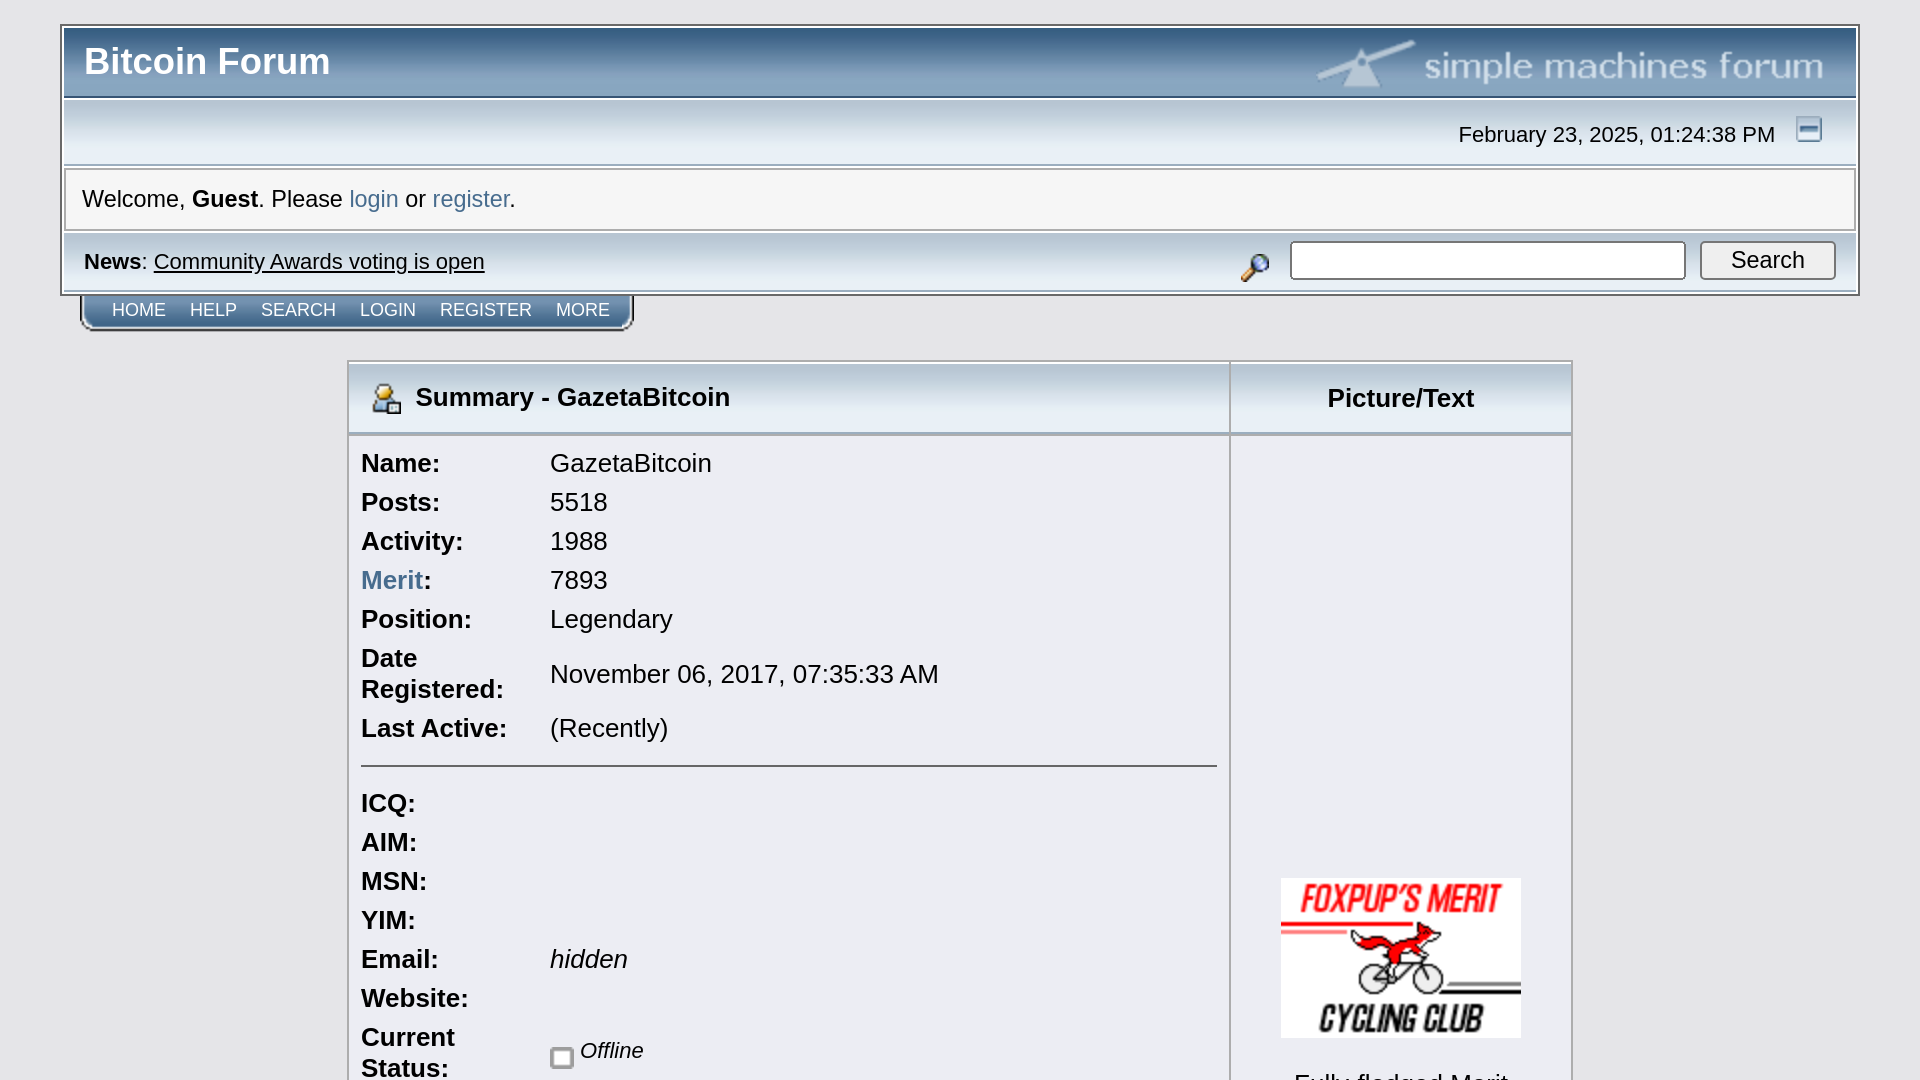 Bitcoin Forum
simple machines forum
February 23, 2025, 01:24:38 PM
Welcome, Guest. Please login or register.
News: Community Awards voting is open
Search
HOME HELP SEARCH LOGIN REGISTER MORE
Summary - GazetaBitcoin
Picture/Text
Name: GazetaBitcoin
Posts: 5518
Activity: 1988
Merit: 7893
Position: Legendary
Date
Registered: November 06, 2017, 07:35:33 AM
Last Active: (Recently)
ICQ:
AIM:
MSN:
YIM:
Email: hidden
Website:
Current
Status: Offline
FOXPUP'S MERIT
CYCLING CLUB
Fully fledged Merit